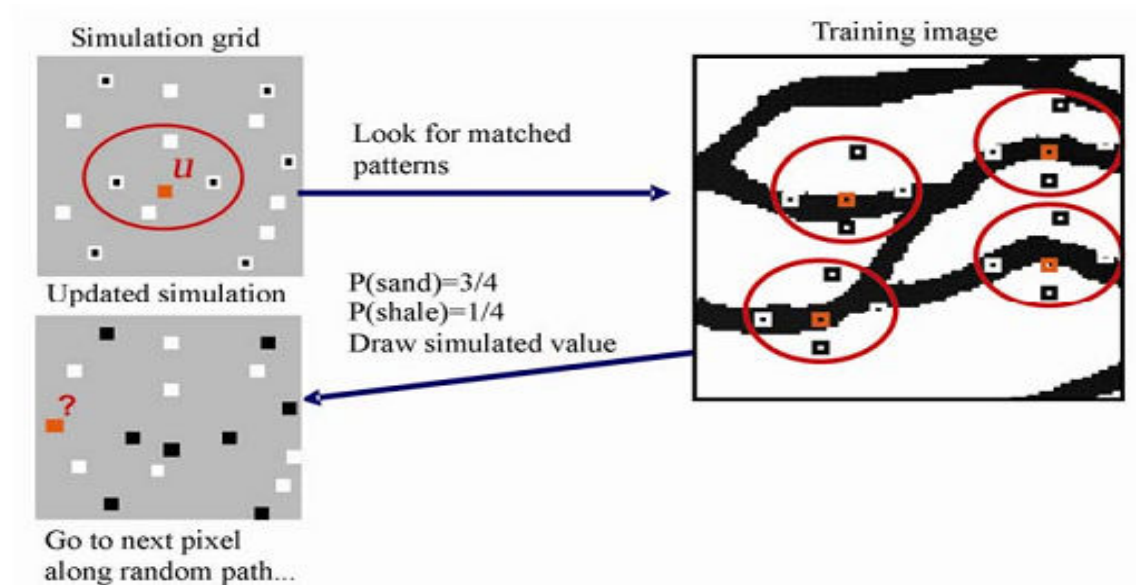 Simulation grid
Training image
u
Look for matched
patterns
P(sand)=3/4
P(shale)=1/4
Draw simulated value
Updated simulation
?
Go to next pixel
along random path...